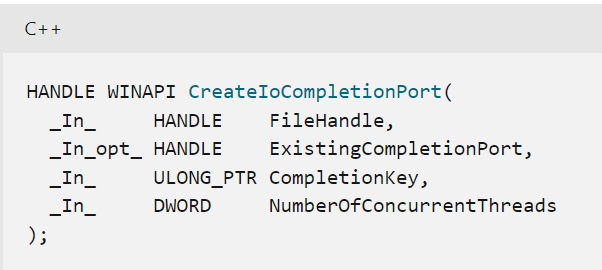 C++
HANDLE WINAPI CreateIoCompletionPort(
  _In_     HANDLE    FileHandle,
  _In_opt_ HANDLE    ExistingCompletionPort,
  _In_     ULONG_PTR CompletionKey,
  _In_     DWORD     NumberOfConcurrentThreads
);